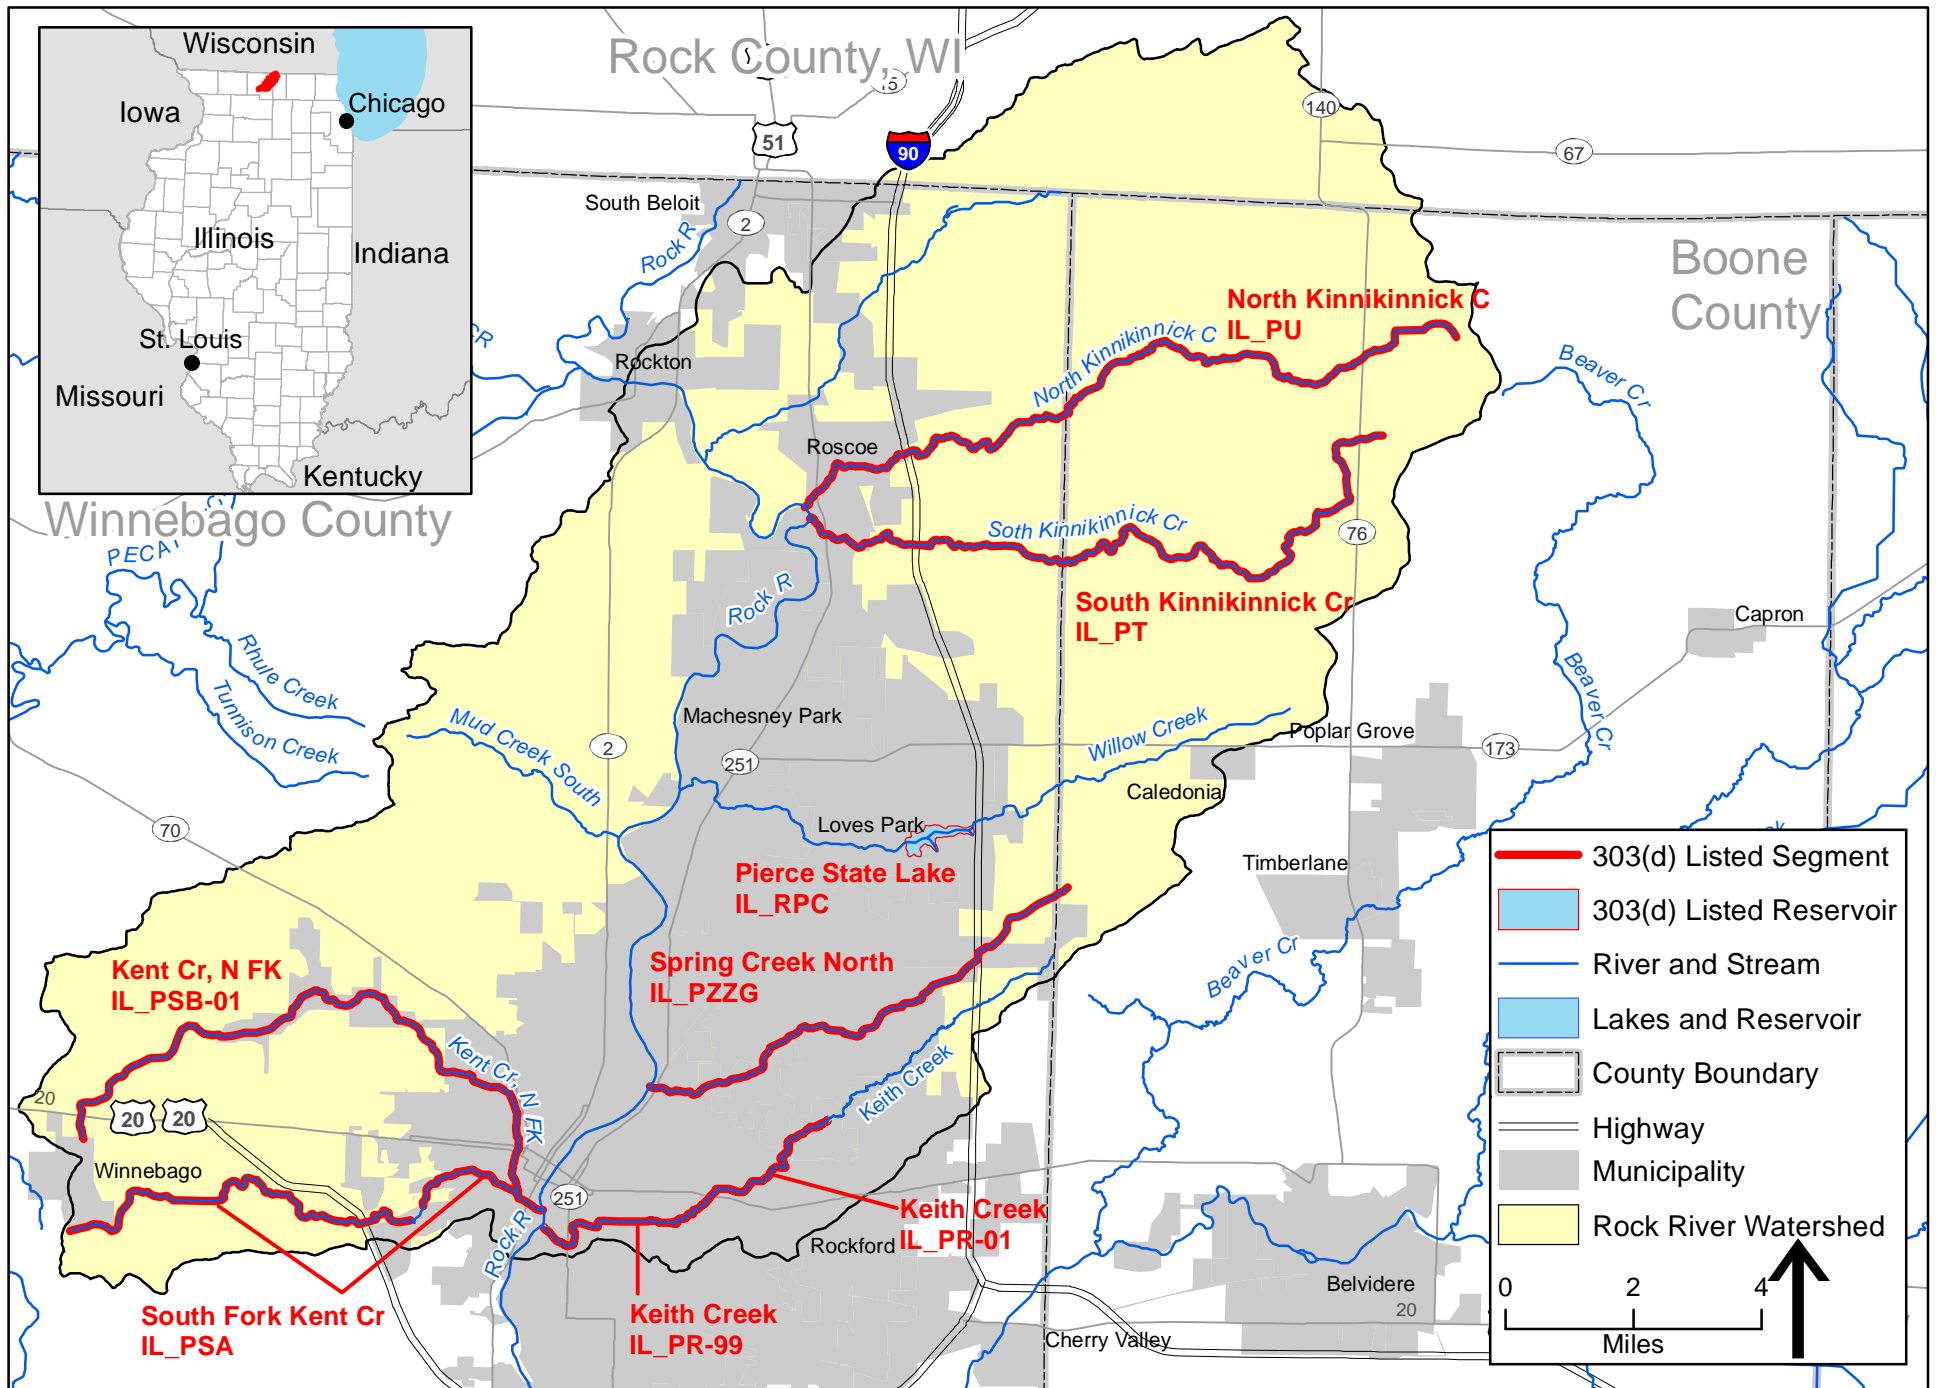 Wisconsin
Iowa
Chicago
Illinois
Indiana
St. Louis
Missouri
Kentucky
Rock County, WI
15
51
90
140
67
South Beloit
2
Rock R
Boone
County
North Kinnikinnick C
IL_PU
North Kinnikinnick C
CR
Rockton
Beaver Cr
Roscoe
Winnebago County
Soth Kinnikinnick Cr
76
Rock R
South Kinnikinnick Cr
IL_PT
Capron
Rhule Creek
Tunnison Creek
Beaver Cr
Mud Creek South
Machesney Park
Willow Creek
Poplar Grove
2
251
173
Caledonia
70
Loves Park
Pierce State Lake
IL_RPC
Timberlane
Spring Creek North
IL_PZZG
Beaver Cr
Kent Cr, N FK
IL_PSB-01
Kent Cr, N FK
Keith Creek
20
20
20
Winnebago
251
Rock R
Keith Creek
IL_PR-01
Rockford
South Fork Kent Cr
IL_PSA
Keith Creek
IL_PR-99
Belvidere
20
Cherry Valley
303(d) Listed Segment
303(d) Listed Reservoir
River and Stream
Lakes and Reservoir
County Boundary
Highway
Municipality
Rock River Watershed
0 2 4
Miles